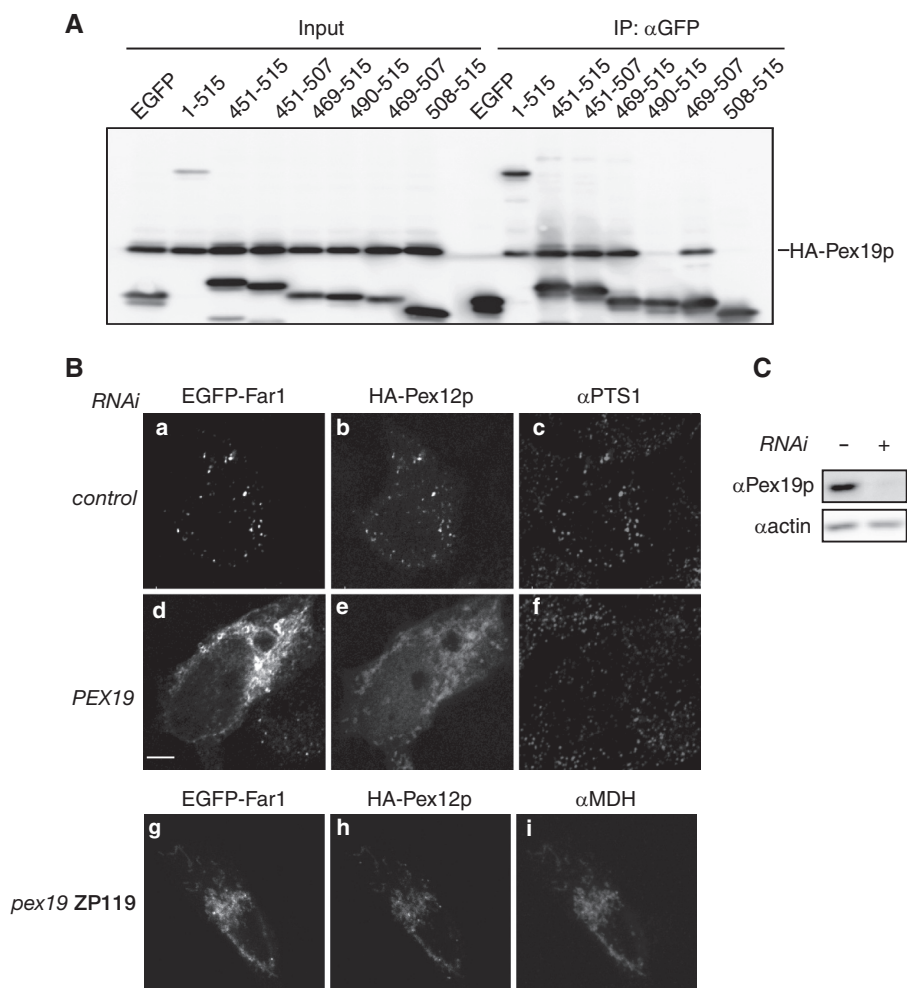 A
Input
IP: αGFP
EGFP 1-515 451-515 451-507 469-515 490-515 469-507 508-515 EGFP 1-515 451-515 451-507 469-515 490-515 469-507 508-515
HA-Pex19p
B
C
RNAi
EGFP-Far1
HA-Pex12p
αPTS1
control
a
b
c
PEX19
d
e
f
EGFP-Far1
HA-Pex12p
αMDH
pex19 ZP119
g
h
i
RNAi − +
αPex19p
αactin